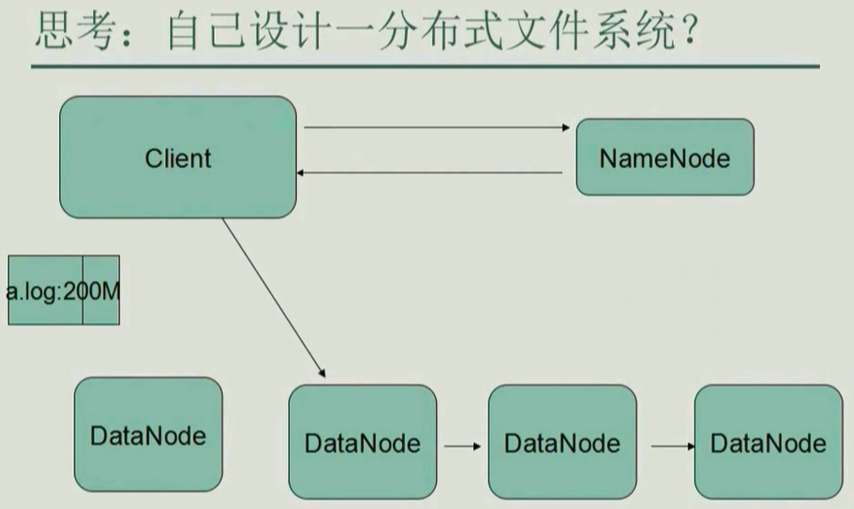 思考：自己设计一分布式文件系统？
Client
NameNode
a.log:200M
DataNode
DataNode
DataNode
DataNode